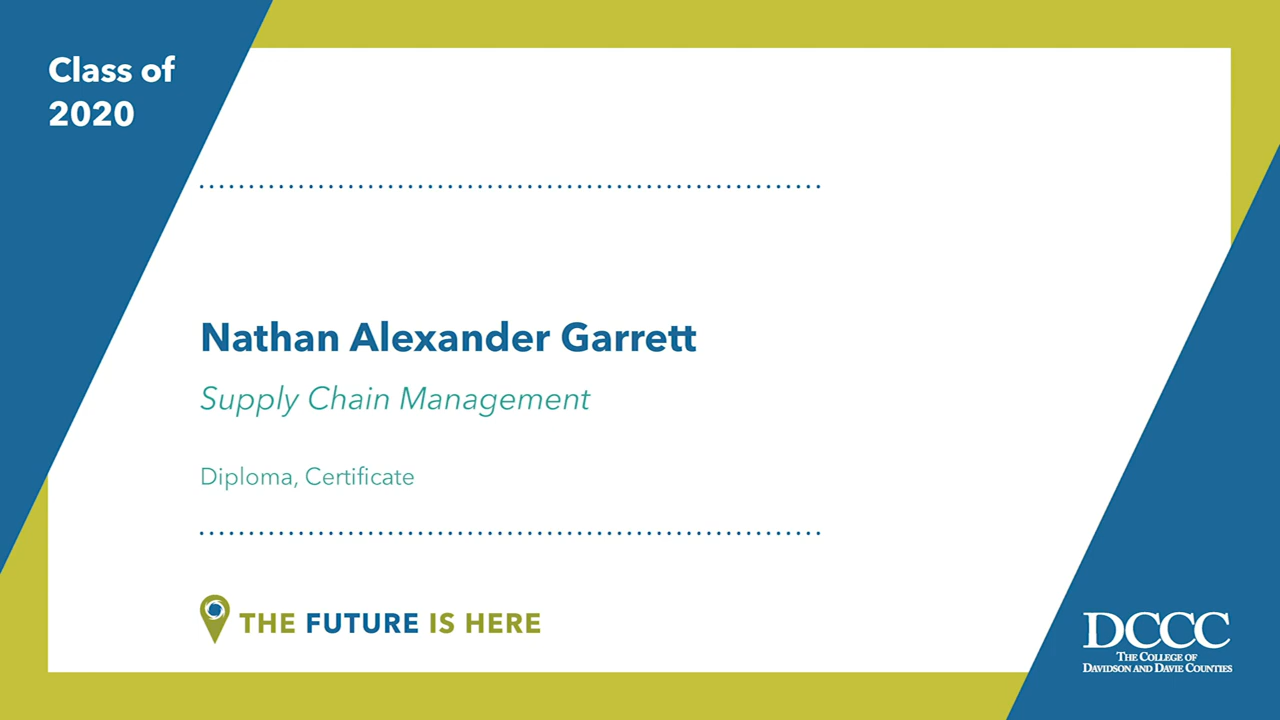 Class of
2020
Nathan Alexander Garrett
Supply Chain Management
Diploma, Certificate
THE FUTURE IS HERE
DCCC
THE COLLEGE OF
DAVIDSON AND DAVIE COUNTIES